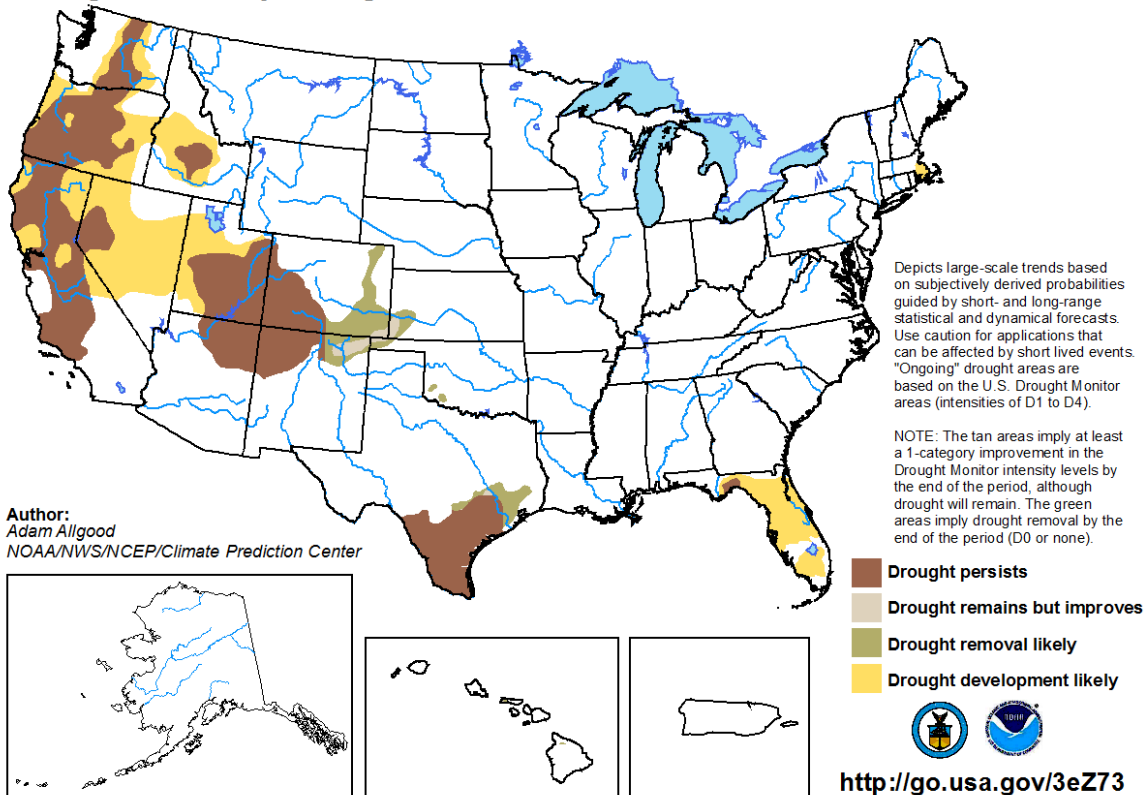 Depicts large-scale trends based
on subjectively derived probabilities
guided by short- and long-range
statistical and dynamical forecasts.
Use caution for applications that
can be affected by short lived events.
"Ongoing" drought areas are
based on the U.S. Drought Monitor
areas (intensities of D1 to D4).
NOTE: The tan areas imply at least
a 1-category improvement in the
Drought Monitor intensity levels by
the end of the period, although
drought will remain. The green
areas imply drought removal by the
end of the period (D0 or none).
Author:
Adam Allgood
NOAA/NWS/NCEP/Climate Prediction Center
Drought persists
Drought remains but improves
Drought removal likely
Drought development likely
http://go.usa.gov/3eZ73